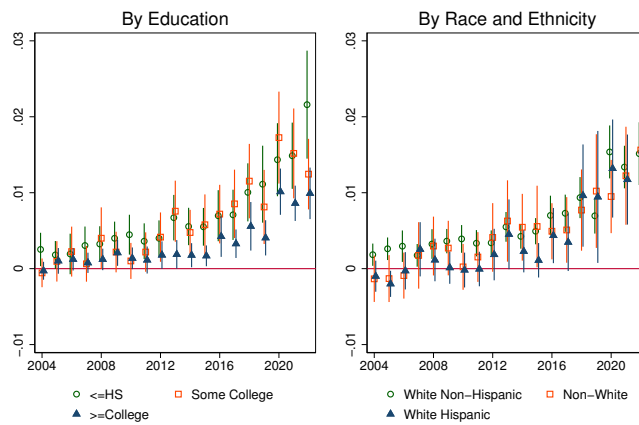 By Education
By Race and Ethnicity
.03
.02
.01
0
-.01
2004 2008 2012 2016 2020
.03
.02
.01
0
-.01
2004 2008 2012 2016 2020
<=HS Some College
>=College
White Non-Hispanic Non-White
White Hispanic